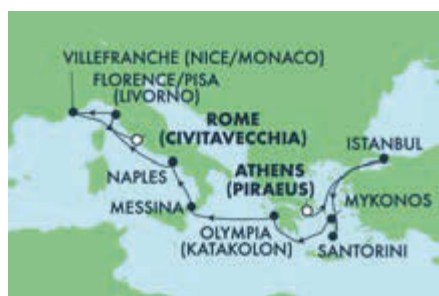 VILLEFRANCHE (NICE/MONACO)
FLORENCE/PISA
(LIVORNO)
ROME
(CIVITAVECCHIA)
ISTANBUL
ATHENS
(PIRAEUS)
NAPLES
MYKONOS
MESSINA
OLYMPIA
(KATAKOLON)
SANTORINI